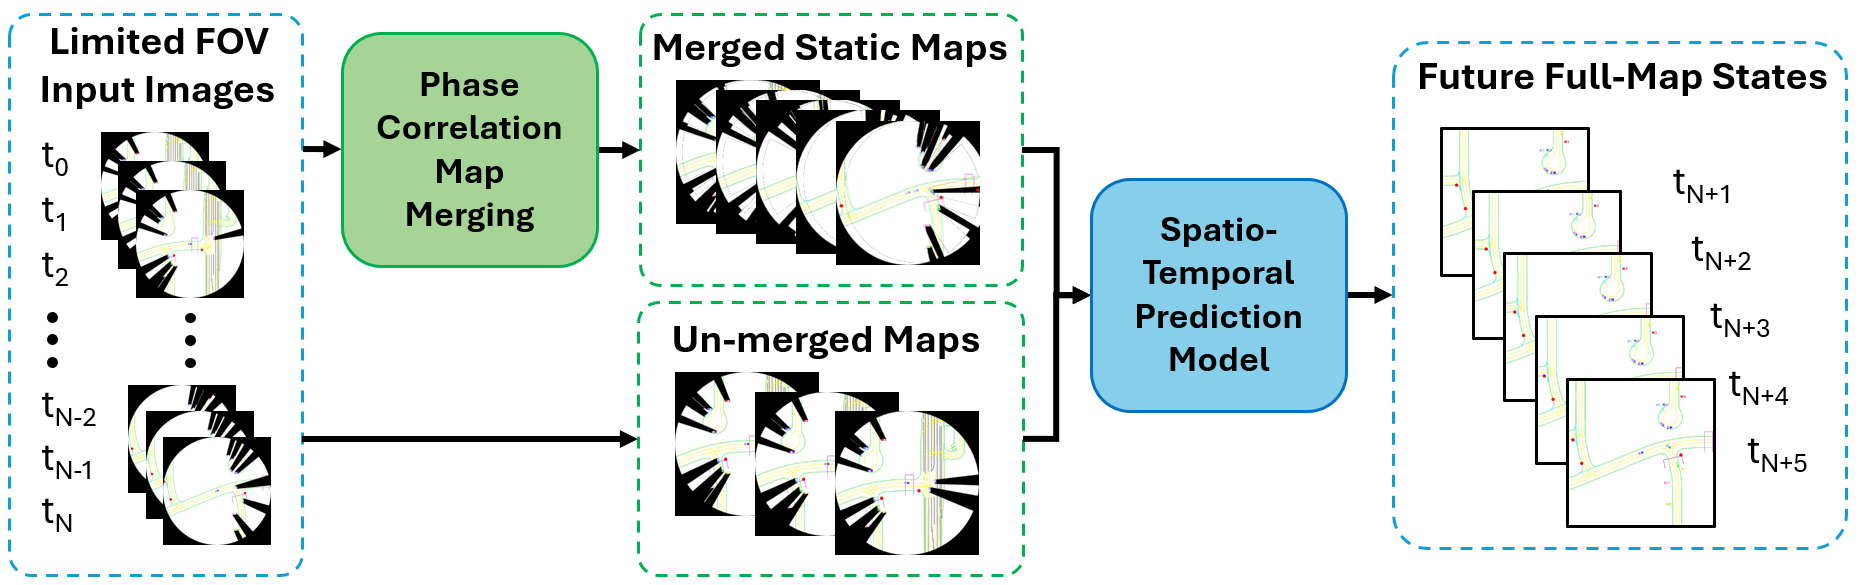 Limited FOV
Input Images
t0
t1
t2
tN-2
tN-1
tN
Phase
Correlation
Map
Merging
Merged Static Maps
Un-merged Maps
Spatio-
Temporal
Prediction
Model
Future Full-Map States
tN+1
tN+2
tN+3
tN+4
tN+5